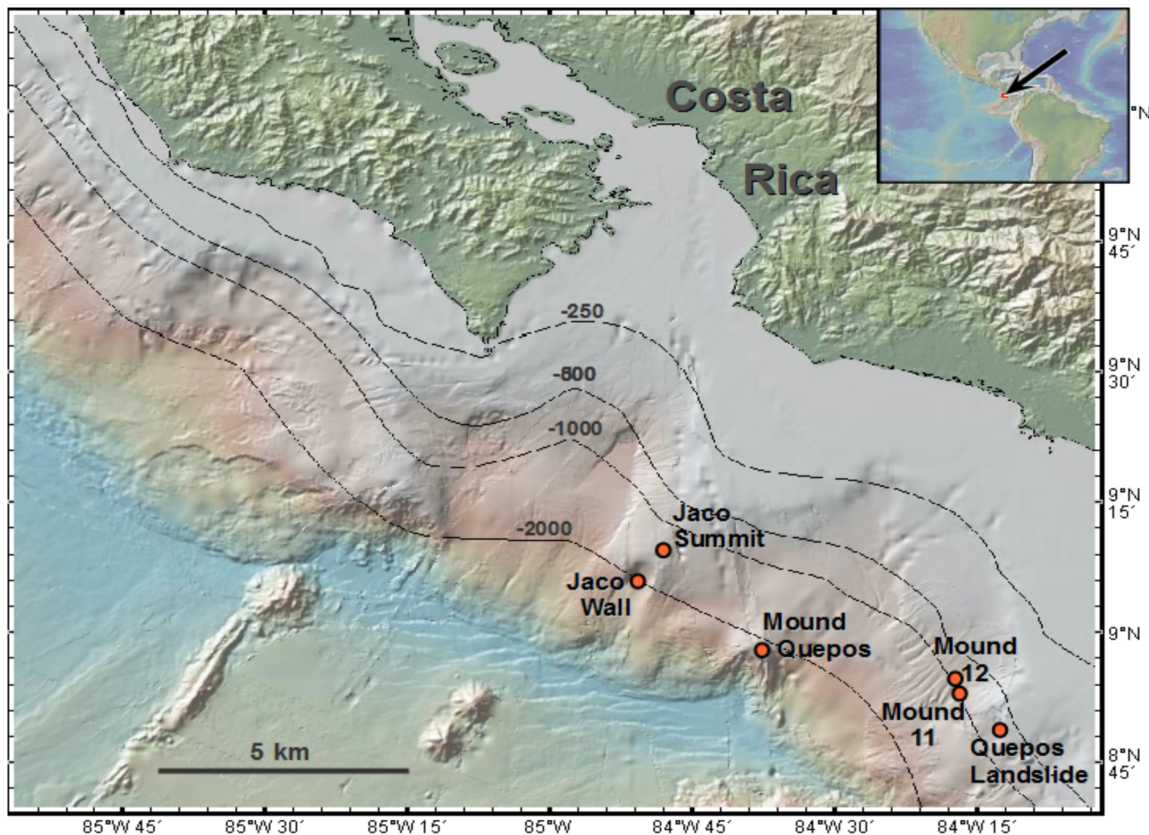 Costa
Rica
°N
9°N
45´
-250
9°N
30´
-800
-1000
9°N
15´
Jaco
Summit
-2000
Jaco
Wall
Mound
Quepos
9°N
Mound
12
Mound
11
Quepos
Landslide
8°N
45´
5 km
85°W 45´
85°W 30´
85°W 15´
85°W
84°W 45´
84°W 30´
84°W 15´